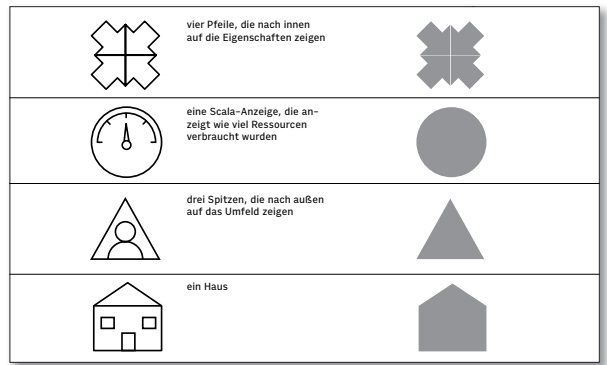 vier Pfeile, die nach innen
auf die Eigenschaften zeigen
eine Scala-Anzeige, die an-
zeigt wie viel Ressourcen
verbraucht wurden
drei Spitzen, die nach außen
auf das Umfeld zeigen
ein Haus